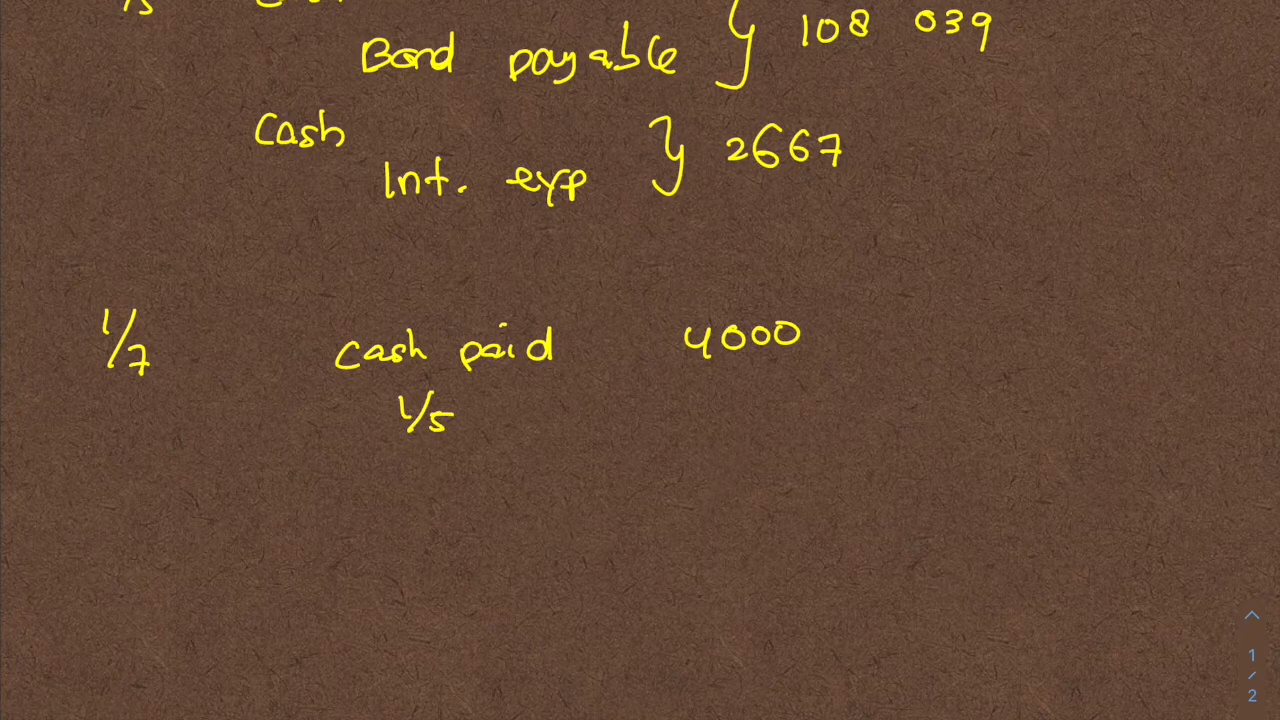 Bond payable } 108 039
Cash
Int. exp } 2667
1/7 cash paid 4000
1/5
1
/
2